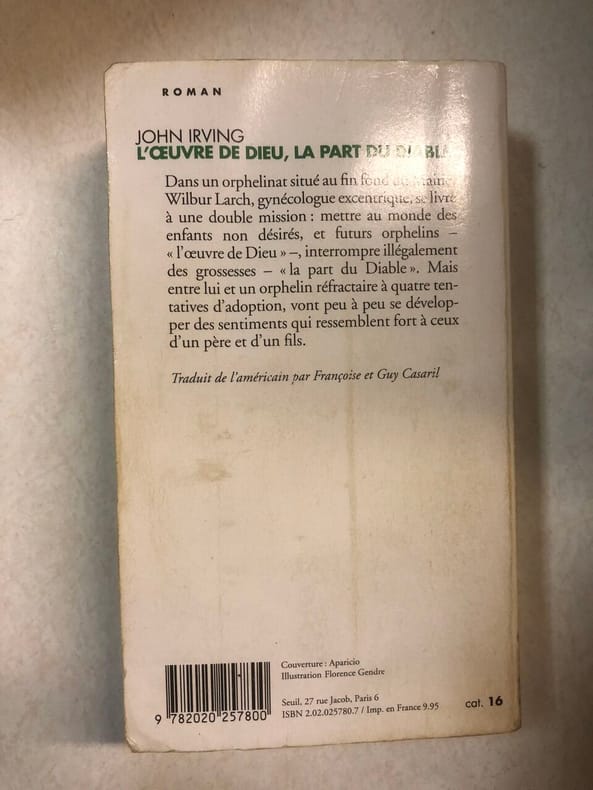 ROMAN
JOHN IRVING
L'ŒUVRE DE DIEU, LA PART DU DIABLE
Dans un orphelinat situé au fin fond du Maine,
Wilbur Larch, gynécologue excentrique, se livre
à une double mission : mettre au monde des
enfants non désirés, et futurs orphelins –
« l'œuvre de Dieu » –, interrompre illégalement
des grossesses – « la part du Diable ». Mais
entre lui et un orphelin réfractaire à quatre ten-
tatives d'adoption, vont peu à peu se dévelop-
per des sentiments qui ressemblent fort à ceux
d'un père et d'un fils.
Traduit de l'américain par Françoise et Guy Casaril
Couverture : Aparicio
Illustration Florence Gendre
Seuil, 27 rue Jacob, Paris 6
ISBN 2.02.025780.7 / Imp. en France 9.95
cat. 16
9 782020 257800